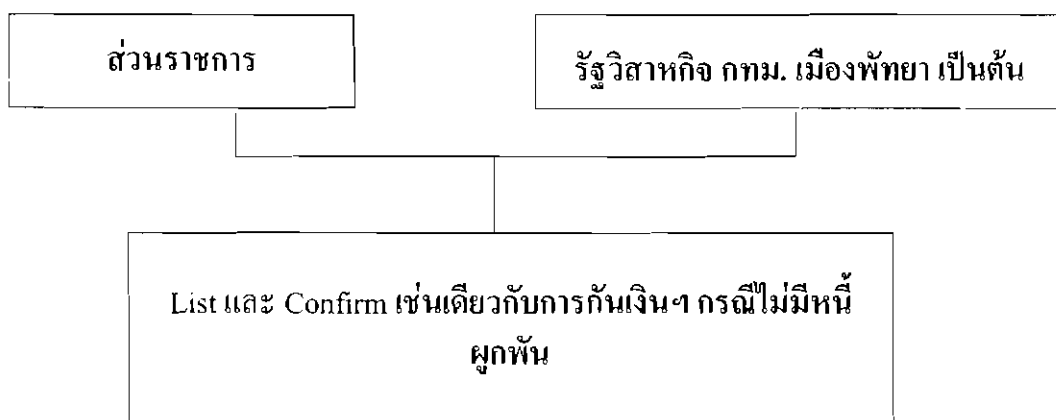 ส่วนราชการ
รัฐวิสาหกิจ กทม. เมืองพัทยา เป็นต้น
List และ Confirm เช่นเดียวกับการกันเงินฯ กรณีไม่มีหนี้
ผูกพัน